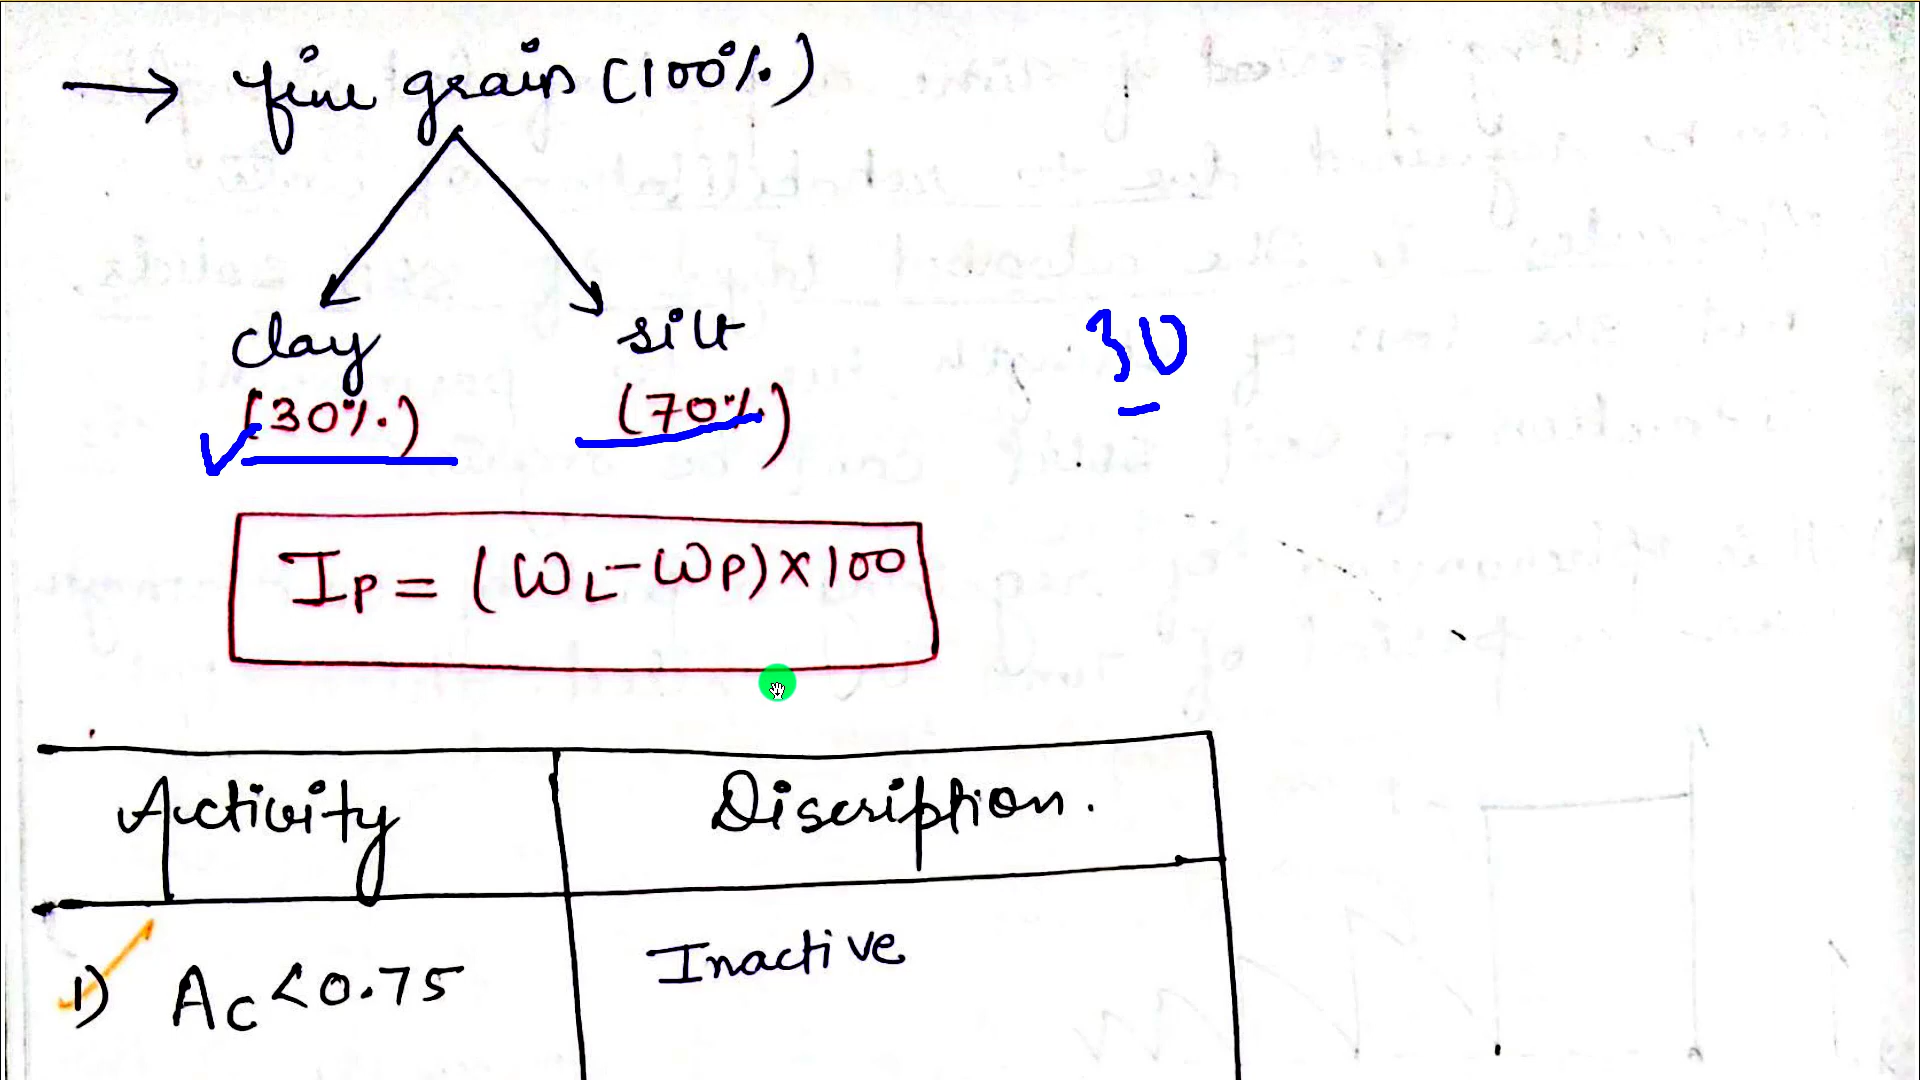 → fine grain (100%)
clay silt
(30%) (70%)
30
IP = (WL-WP)×100
Activity Discription.
1) AC<0.75 Inactive